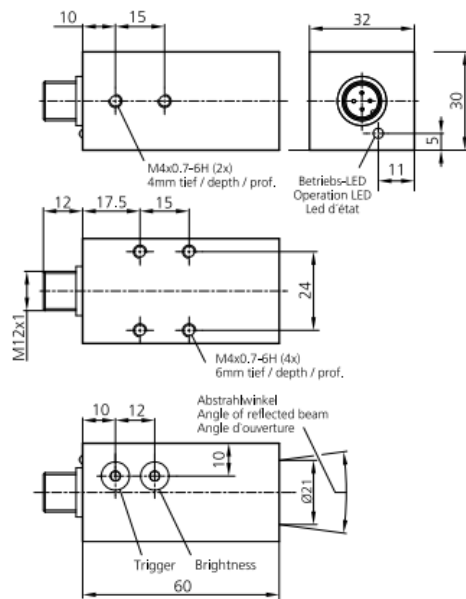 10
15
32
30
5
11
M4x0.7-6H (2x)
4mm tief / depth / prof.
Betriebs-LED
Operation LED
Led d'état
12
17.5
15
M12x1
24
M4x0.7-6H (4x)
6mm tief / depth / prof.
Abstrahlwinkel
Angle of reflected beam
Angle d'ouverture
10
12
10
Ø21
Trigger
Brightness
60